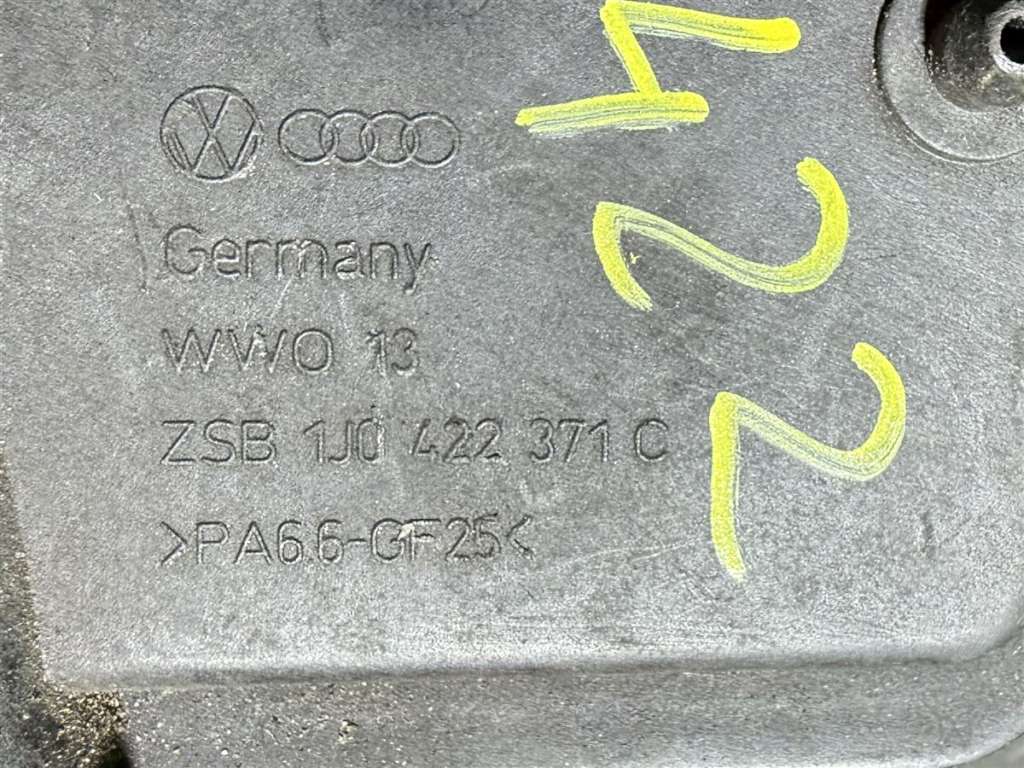 Germany
WWO 13
ZSB 1J0 422 371 C
>PA6.6-GF25<
422